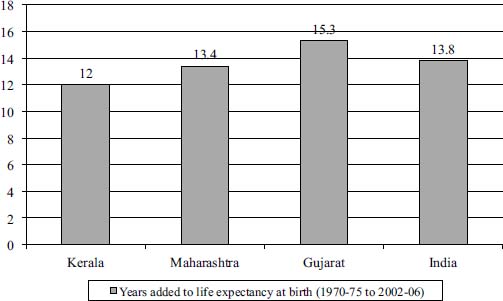 18
16
14
12
10
8
6
4
2
0
12
13.4
15.3
13.8
Kerala
Maharashtra
Gujarat
India
Years added to life expectancy at birth (1970-75 to 2002-06)